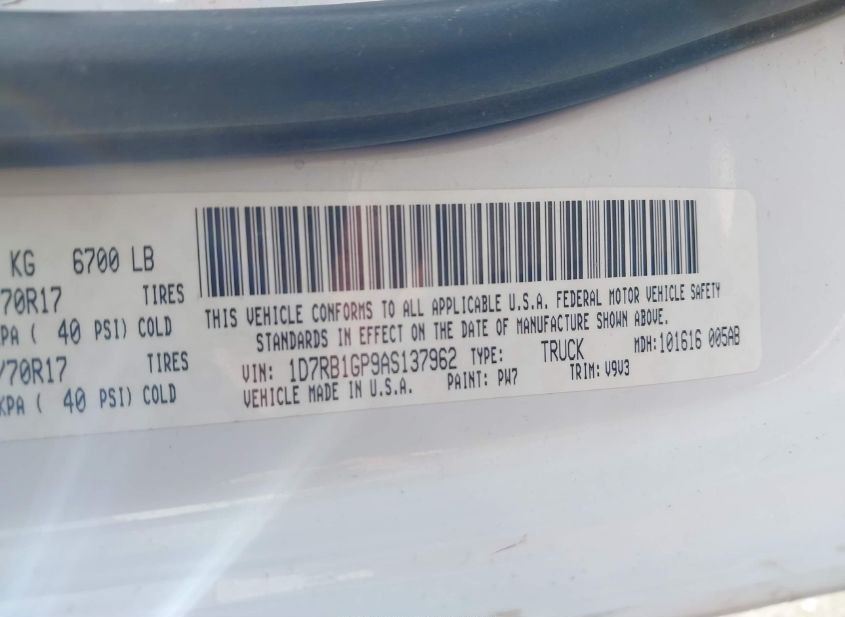 KG 6700 LB
70R17 TIRES
KPA ( 40 PSI) COLD
/70R17 TIRES
KPA ( 40 PSI) COLD
THIS VEHICLE CONFORMS TO ALL APPLICABLE U.S.A. FEDERAL MOTOR VEHICLE SAFETY
STANDARDS IN EFFECT ON THE DATE OF MANUFACTURE SHOWN ABOVE.
VIN: 1D7RB1GP9AS137962 TYPE: TRUCK MDH:101616 005AB
VEHICLE MADE IN U.S.A. PAINT: PW7 TRIM: V9V3